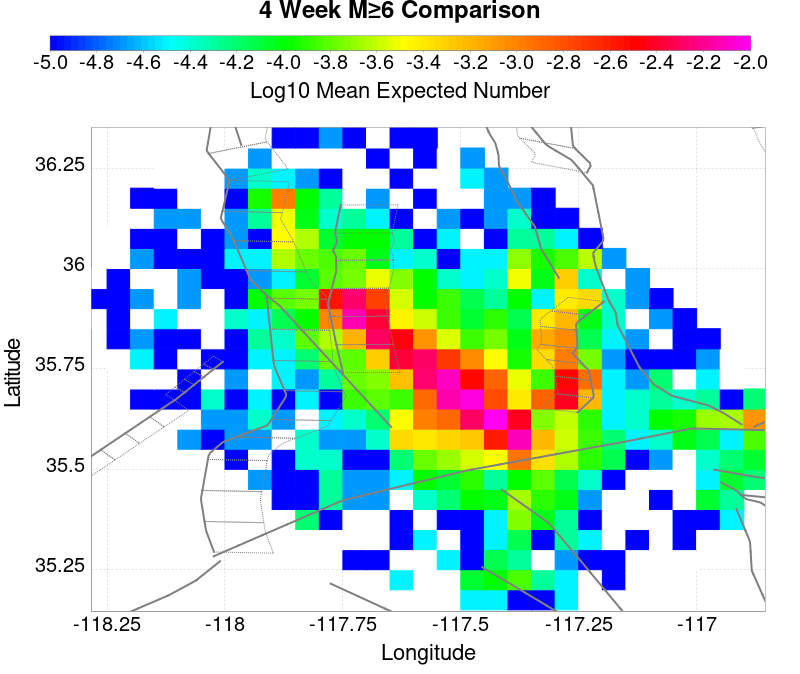 4 Week M≥6 Comparison
-5.0 -4.8 -4.6 -4.4 -4.2 -4.0 -3.8 -3.6 -3.4 -3.2 -3.0 -2.8 -2.6 -2.4 -2.2 -2.0
Log10 Mean Expected Number
36.25
36
35.75
35.5
35.25
Latitude
-118.25 -118 -117.75 -117.5 -117.25 -117
Longitude